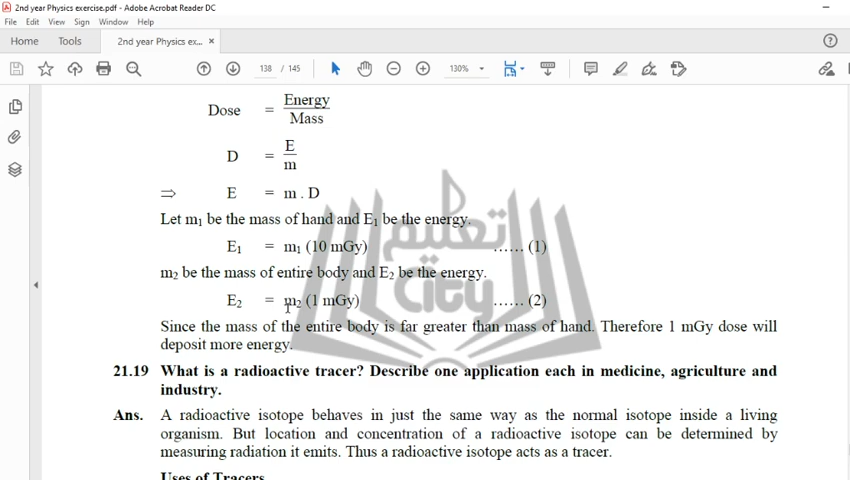 2nd year Physics exercise.pdf - Adobe Acrobat Reader DC
File Edit View Sign Window Help
Home Tools 2nd year Physics ex... ×
138 / 145 130%
Dose = Energy
Mass
D = E
m
⇒ E = m . D
Let m₁ be the mass of hand and E₁ be the energy.
E₁ = m₁ (10 mGy) ...... (1)
m₂ be the mass of entire body and E₂ be the energy.
E₂ = m₂ (1 mGy) ...... (2)
Since the mass of the entire body is far greater than mass of hand. Therefore 1 mGy dose will
deposit more energy.
21.19 What is a radioactive tracer? Describe one application each in medicine, agriculture and
industry.
Ans. A radioactive isotope behaves in just the same way as the normal isotope inside a living
organism. But location and concentration of a radioactive isotope can be determined by
measuring radiation it emits. Thus a radioactive isotope acts as a tracer.
Uses of Tracers
تعليم
City